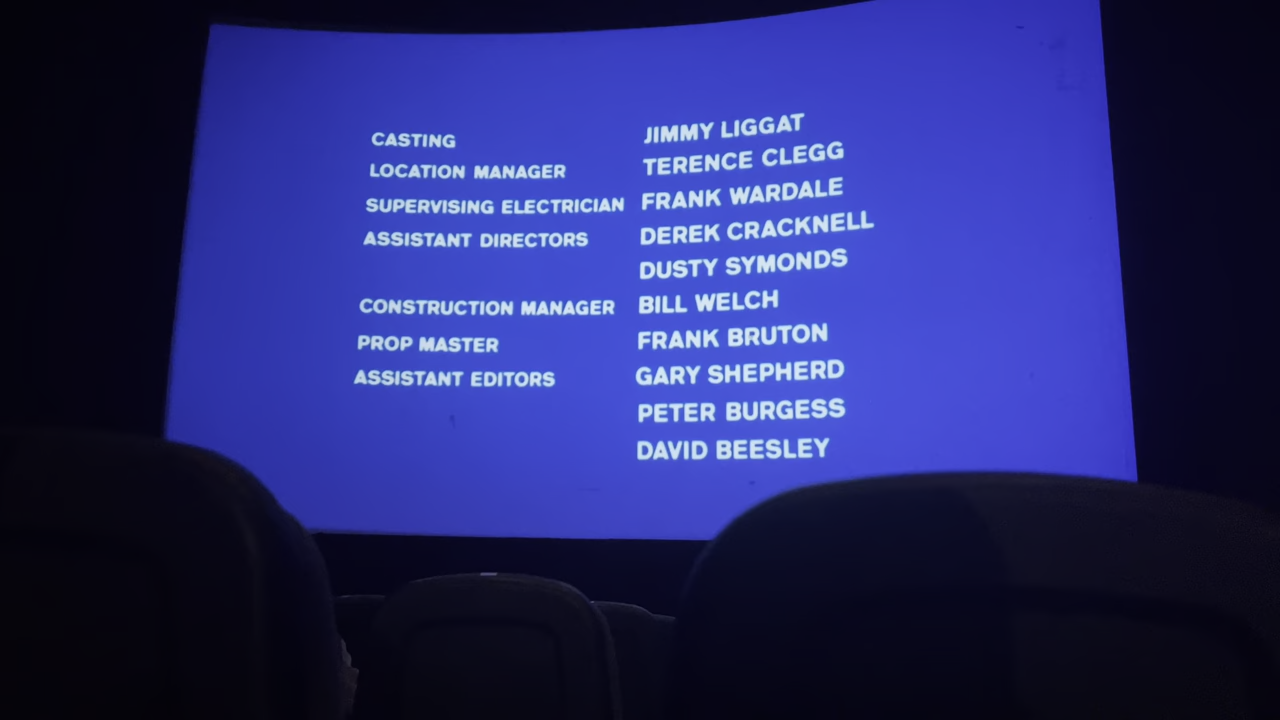 CASTING JIMMY LIGGAT
LOCATION MANAGER TERENCE CLEGG
SUPERVISING ELECTRICIAN FRANK WARDALE
ASSISTANT DIRECTORS DEREK CRACKNELL
DUSTY SYMONDS
CONSTRUCTION MANAGER BILL WELCH
PROP MASTER FRANK BRUTON
ASSISTANT EDITORS GARY SHEPHERD
PETER BURGESS
DAVID BEESLEY